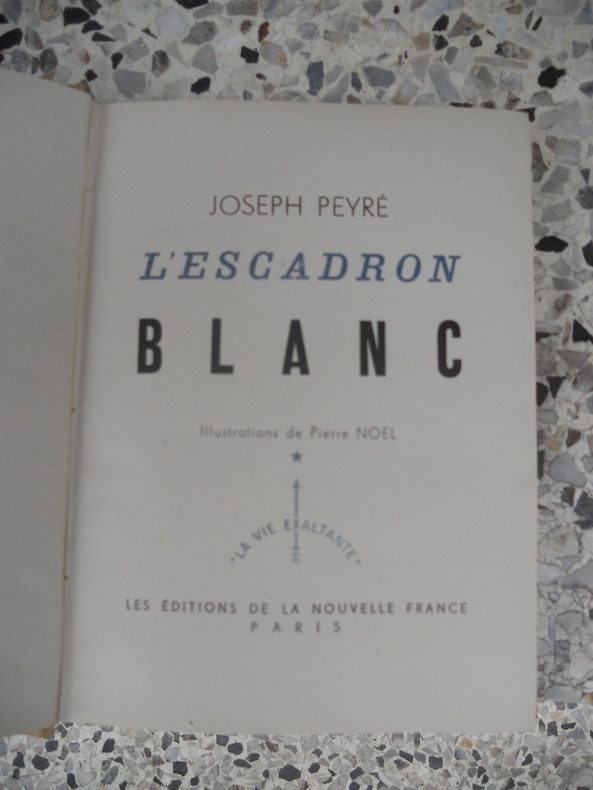 JOSEPH PEYRÉ
L'ESCADRON
BLANC
Illustrations de Pierre NOEL
"LA VIE EXALTANTE"
LES ÉDITIONS DE LA NOUVELLE FRANCE
PARIS